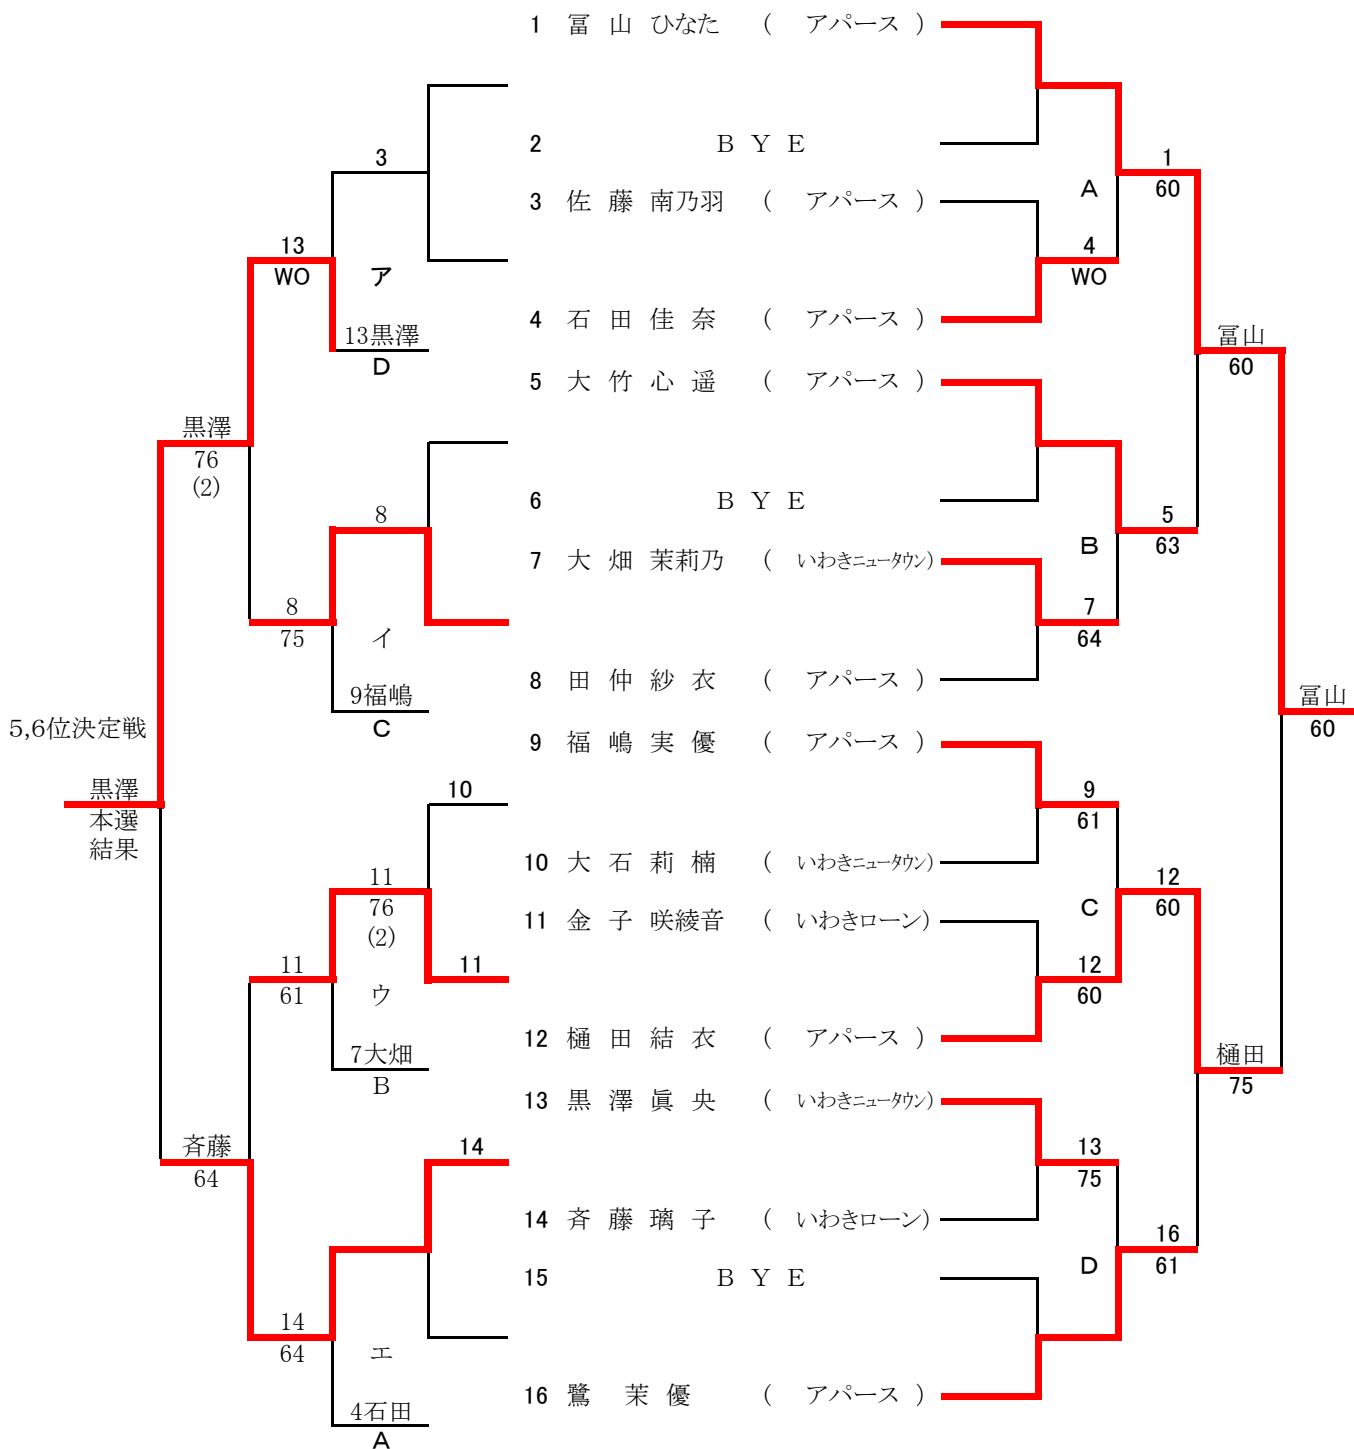 1 冨 山 ひなた ( アパース )
2 B Y E
3
1
A
60
3 佐 藤 南乃羽 ( アパース )
13
4
WO
ア
WO
4 石 田 佳 奈 ( アパース )
13黒澤
冨山
D
60
5 大 竹 心 遥 ( アパース )
黒澤
76
(2)
6 B Y E
8
5
B
63
7 大 畑 茉莉乃 ( いわきニュータウン)
8
7
75
イ
64
8 田 仲 紗 衣 ( アパース )
9福嶋
冨山
C
60
5,6位決定戦
9 福 嶋 実 優 ( アパース )
黒澤
10
9
本選
61
結果
10 大 石 莉 楠 ( いわきニュータウン)
11
12
76
C
60
(2)
11 金 子 咲綾音 ( いわきローン)
11
11
12
61
ウ
60
12 樋 田 結 衣 ( アパース )
7大畑
樋田
B
75
13 黒 澤 眞 央 ( いわきニュータウン)
斉藤
14
13
64
75
14 斉 藤 璃 子 ( いわきローン)
16
D
61
15 B Y E
14
64
エ
16 鷺 茉 優 ( アパース )
4石田
A